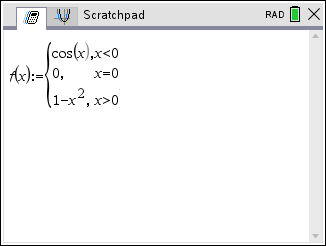 Scratchpad RAD
cos(x),x<0
f(x):= 0, x=0
1-x², x>0